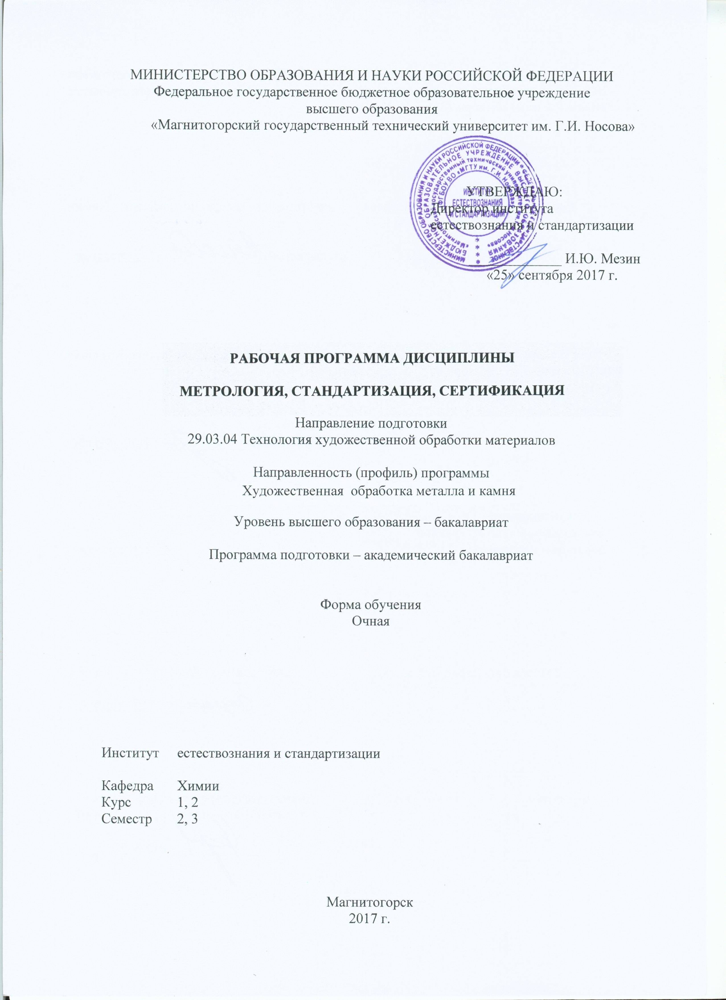 МИНИСТЕРСТВО ОБРАЗОВАНИЯ И НАУКИ РОССИЙСКОЙ ФЕДЕРАЦИИ
Федеральное государственное бюджетное образовательное учреждение
высшего образования
«Магнитогорский государственный технический университет им. Г.И. Носова»
МИНИСТЕРСТВО ОБРАЗОВАНИЯ И НАУКИ РОССИЙСКОЙ ФЕДЕРАЦИИ * ФЕДЕРАЛЬНОЕ ГОСУДАРСТВЕННОЕ
БЮДЖЕТНОЕ ОБРАЗОВАТЕЛЬНОЕ УЧРЕЖДЕНИЕ ВЫСШЕГО ОБРАЗОВАНИЯ
«Магнитогорский государственный технический университет им. Г.И. Носова»
ФГБОУ ВО «МГТУ им. Г.И. Носова»
ИНСТИТУТ
ЕСТЕСТВОЗНАНИЯ
И СТАНДАРТИЗАЦИИ
УТВЕРЖДАЮ:
Директор института
естествознания и стандартизации
И.Ю. Мезин
«25» сентября 2017 г.
РАБОЧАЯ ПРОГРАММА ДИСЦИПЛИНЫ
МЕТРОЛОГИЯ, СТАНДАРТИЗАЦИЯ, СЕРТИФИКАЦИЯ
Направление подготовки
29.03.04 Технология художественной обработки материалов
Направленность (профиль) программы
Художественная обработка металла и камня
Уровень высшего образования – бакалавриат
Программа подготовки – академический бакалавриат
Форма обучения
Очная
Институт естествознания и стандартизации
Кафедра Химии
Курс 1, 2
Семестр 2, 3
Магнитогорск
2017 г.